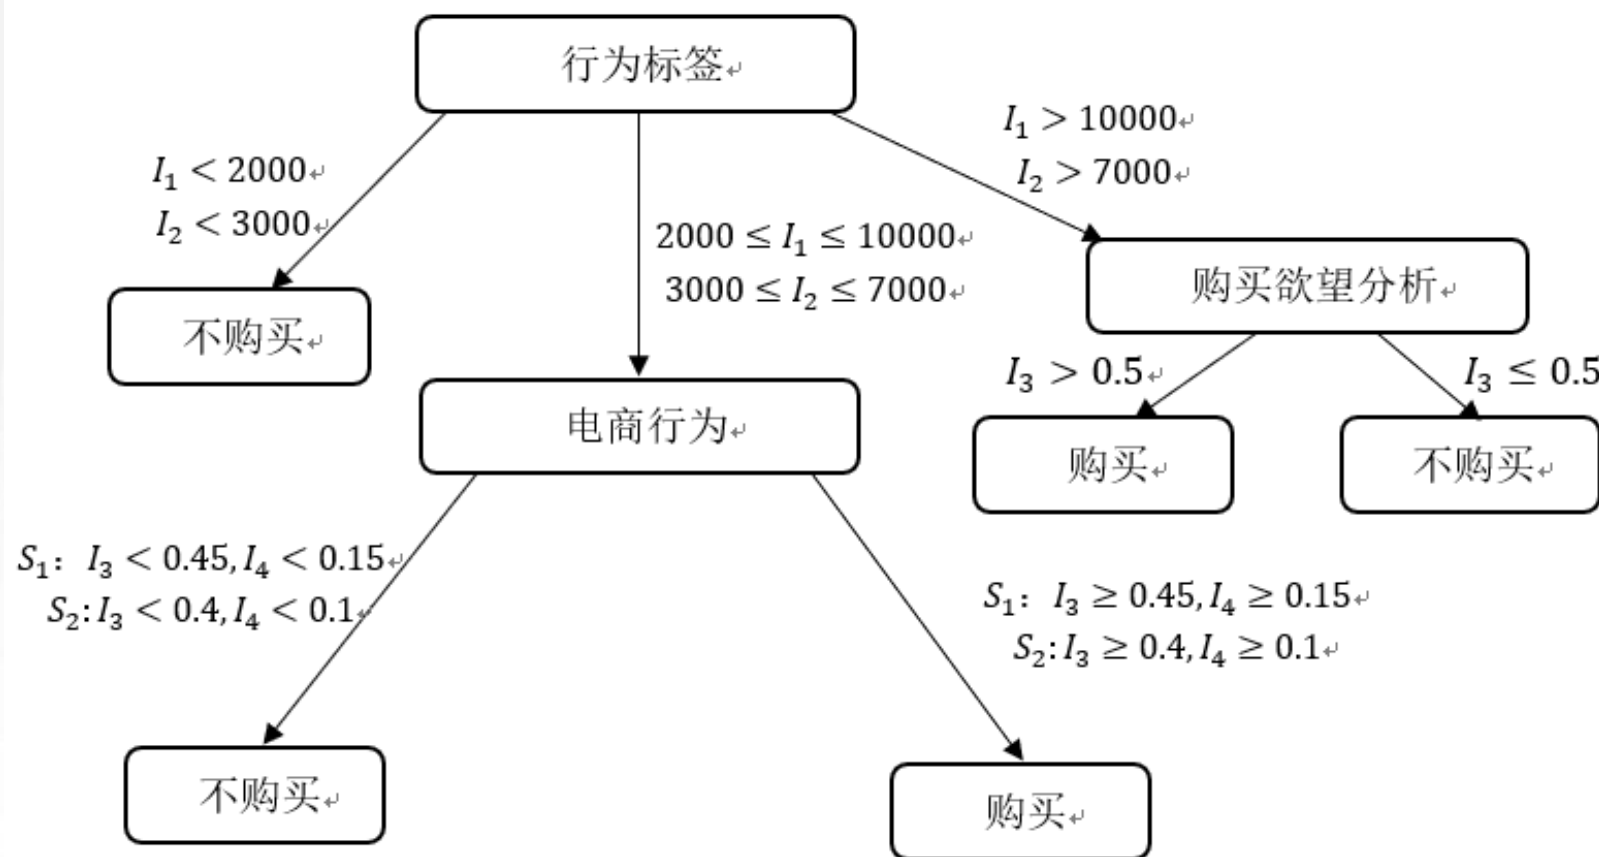 行为标签
I₁ > 10000
I₂ > 7000
I₁ < 2000
I₂ < 3000
2000 ≤ I₁ ≤ 10000
3000 ≤ I₂ ≤ 7000
购买欲望分析
不购买
I₃ > 0.5
I₃ ≤ 0.5
电商行为
购买
不购买
S₁：I₃ < 0.45, I₄ < 0.15
S₂:I₃ < 0.4, I₄ < 0.1
S₁：I₃ ≥ 0.45, I₄ ≥ 0.15
S₂:I₃ ≥ 0.4, I₄ ≥ 0.1
不购买
购买